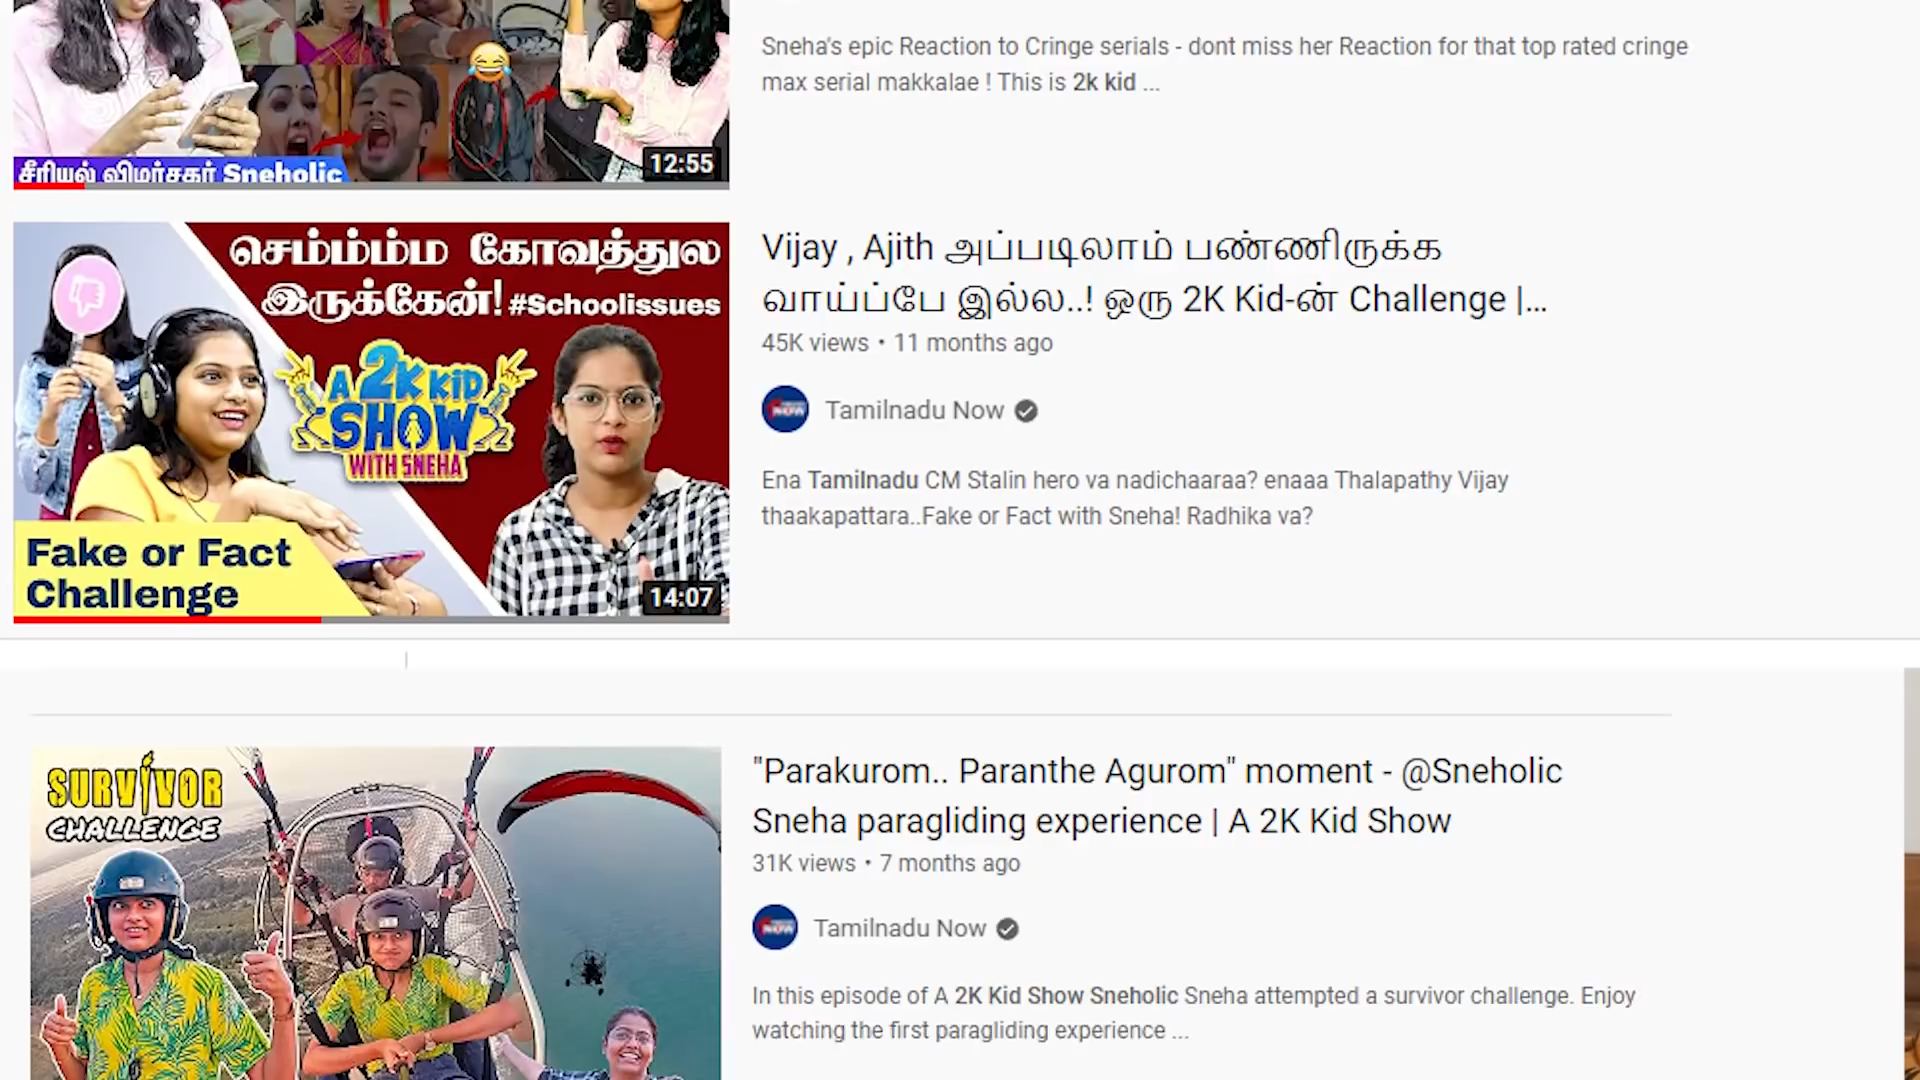 Sneha's epic Reaction to Cringe serials - dont miss her Reaction for that top rated cringe
max serial makkalae ! This is 2k kid ...
சீரியல் விமர்சகர் Sneholic
12:55
செம்ம்ம்ம கோவத்துல
இருக்கேன்! #Schoolissues
A 2K KID
SHOW
WITH SNEHA
Fake or Fact
Challenge
14:07
Vijay , Ajith அப்படிலாம் பண்ணிருக்க
வாய்ப்பே இல்ல..! ஒரு 2K Kid-ன் Challenge |...
45K views • 11 months ago
NOW
Tamilnadu Now
Ena Tamilnadu CM Stalin hero va nadichaaraa? enaaa Thalapathy Vijay
thaakapattara..Fake or Fact with Sneha! Radhika va?
SURVIVOR
CHALLENGE
"Parakurom.. Paranthe Agurom" moment - @Sneholic
Sneha paragliding experience | A 2K Kid Show
31K views • 7 months ago
NOW
Tamilnadu Now
In this episode of A 2K Kid Show Sneholic Sneha attempted a survivor challenge. Enjoy
watching the first paragliding experience ...